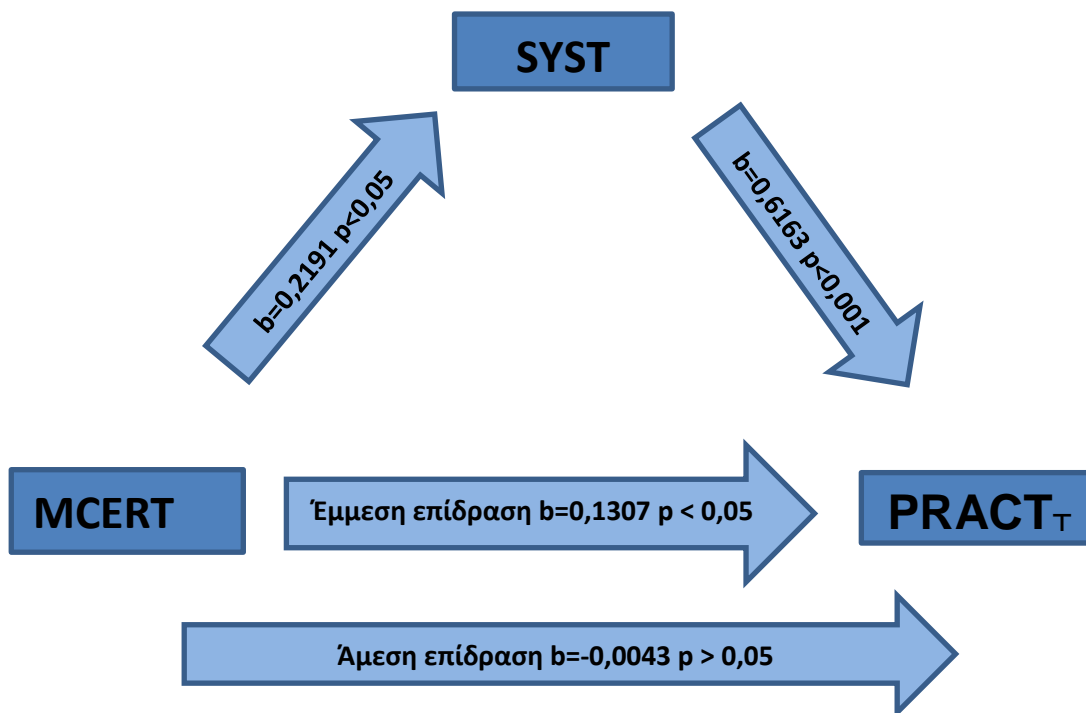 SYST
b=0,2191 p<0,05
b=0,6163 p<0,001
MCERT
Έμμεση επίδραση b=0,1307 p < 0,05
PRACT_T
Άμεση επίδραση b=-0,0043 p > 0,05